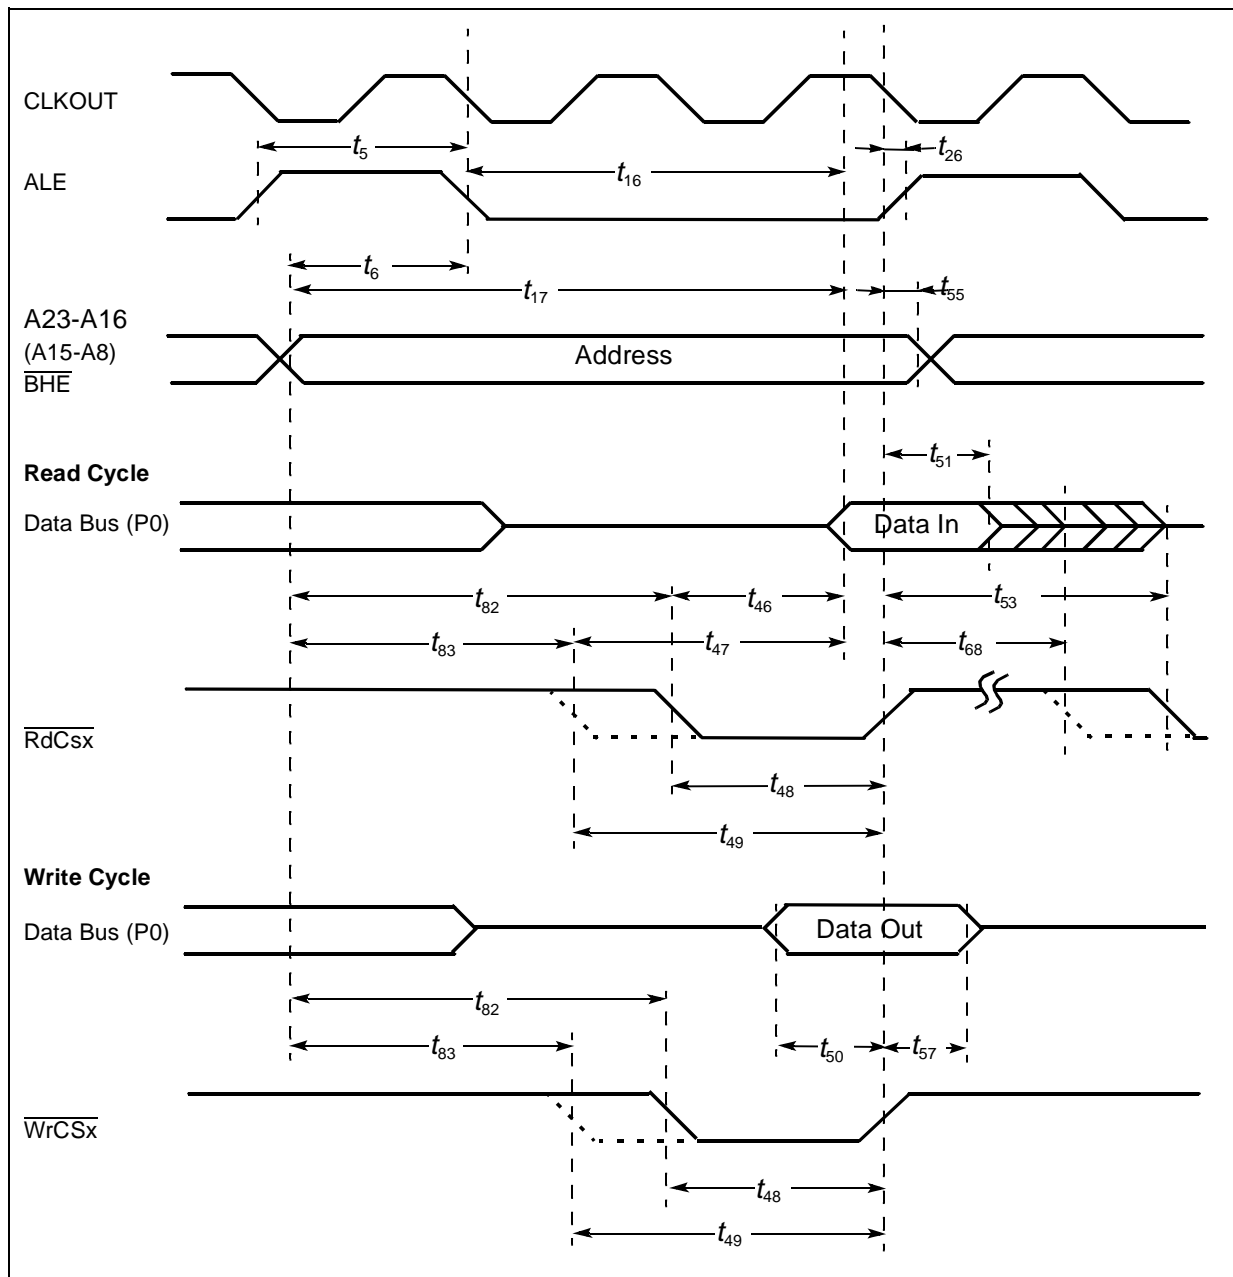 CLKOUT
t5
t26
ALE
t16
t6
t17
t55
A23-A16
(A15-A8)
Address
BHE
t51
Read Cycle
Data Bus (P0)
Data In
t82
t46
t53
t83
t47
t68
RdCsx
t48
t49
Write Cycle
Data Bus (P0)
Data Out
t82
t83
t50
t57
WrCSx
t48
t49